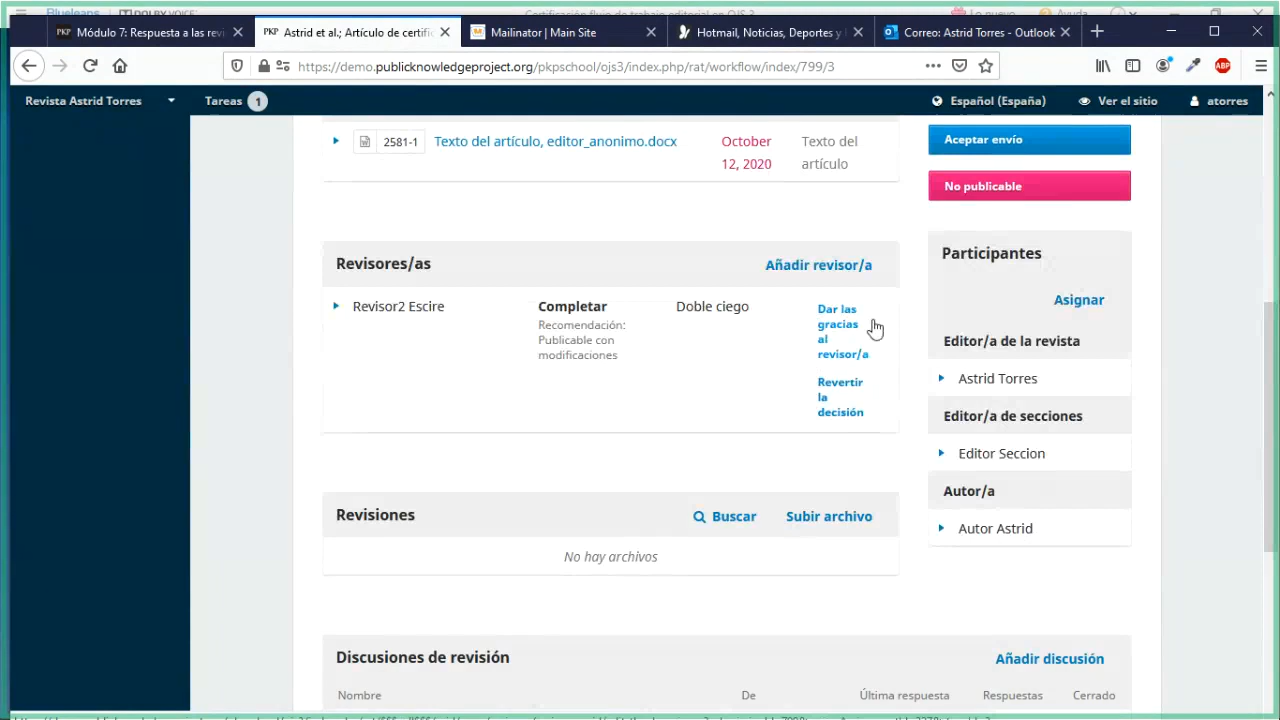 Módulo 7: Respuesta a las revi
Astrid et al.; Artículo de certific
Mailinator | Main Site
Hotmail, Noticias, Deportes y
Correo: Astrid Torres - Outlook
https://demo.publicknowledgeproject.org/pkpschool/ojs3/index.php/rat/workflow/index/799/3
Revista Astrid Torres
Tareas 1
Español (España)
Ver el sitio
atorres
2581-1
Texto del artículo, editor_anonimo.docx
October
12, 2020
Texto del
artículo
Aceptar envío
No publicable
Revisores/as
Añadir revisor/a
Revisor2 Escire
Completar
Recomendación:
Publicable con
modificaciones
Doble ciego
Dar las
gracias
al
revisor/a
Revertir
la
decisión
Participantes
Asignar
Editor/a de la revista
Astrid Torres
Editor/a de secciones
Editor Seccion
Autor/a
Autor Astrid
Revisiones
Buscar
Subir archivo
No hay archivos
Discusiones de revisión
Añadir discusión
Nombre
De
Última respuesta
Respuestas
Cerrado